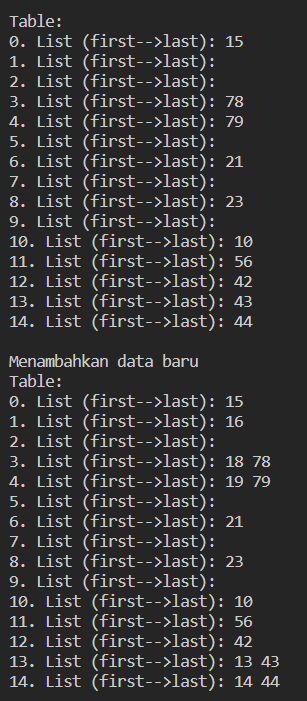 Table:
0. List (first-->last): 15
1. List (first-->last):
2. List (first-->last):
3. List (first-->last): 78
4. List (first-->last): 79
5. List (first-->last):
6. List (first-->last): 21
7. List (first-->last):
8. List (first-->last): 23
9. List (first-->last):
10. List (first-->last): 10
11. List (first-->last): 56
12. List (first-->last): 42
13. List (first-->last): 43
14. List (first-->last): 44

Menambahkan data baru
Table:
0. List (first-->last): 15
1. List (first-->last): 16
2. List (first-->last):
3. List (first-->last): 18 78
4. List (first-->last): 19 79
5. List (first-->last):
6. List (first-->last): 21
7. List (first-->last):
8. List (first-->last): 23
9. List (first-->last):
10. List (first-->last): 10
11. List (first-->last): 56
12. List (first-->last): 42
13. List (first-->last): 13 43
14. List (first-->last): 14 44